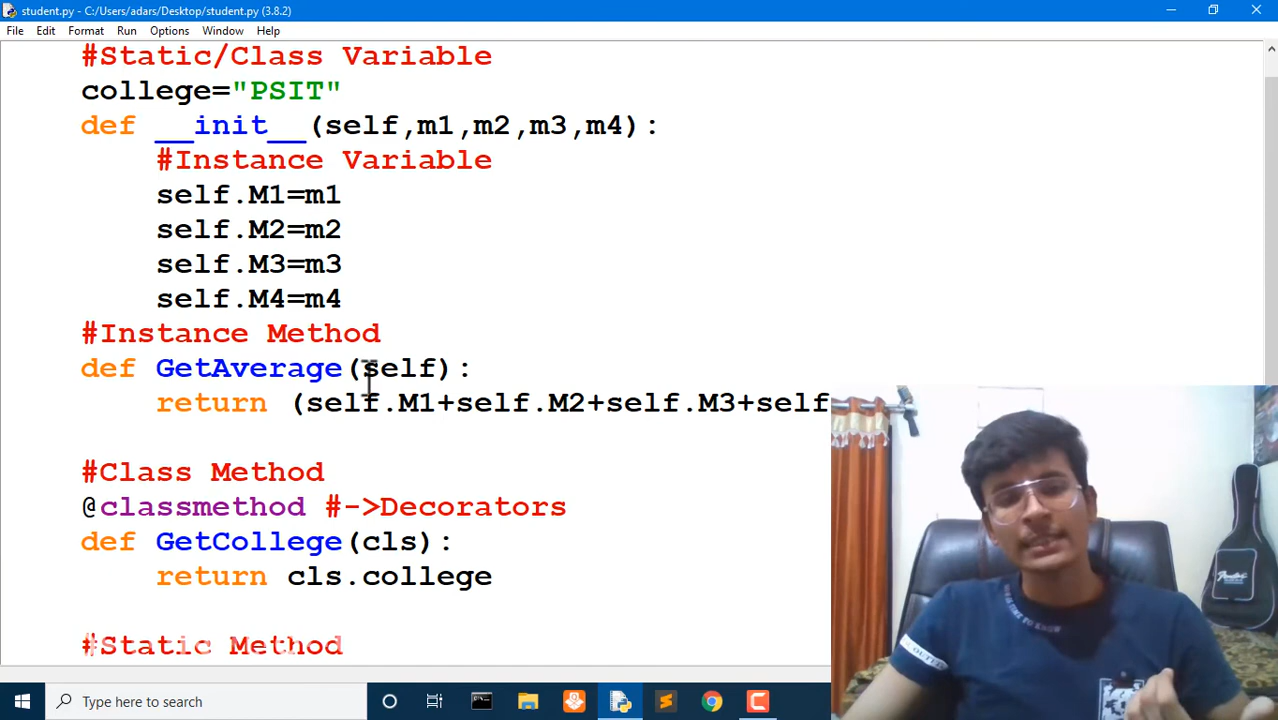 student.py - C:/Users/adars/Desktop/student.py (3.8.2)
File Edit Format Run Options Window Help
#Static/Class Variable
college="PSIT"
def __init__(self,m1,m2,m3,m4):
#Instance Variable
self.M1=m1
self.M2=m2
self.M3=m3
self.M4=m4
#Instance Method
def GetAverage(self):
return (self.M1+self.M2+self.M3+self
#Class Method
@classmethod #->Decorators
def GetCollege(cls):
return cls.college
#Static Method
Type here to search
Fender